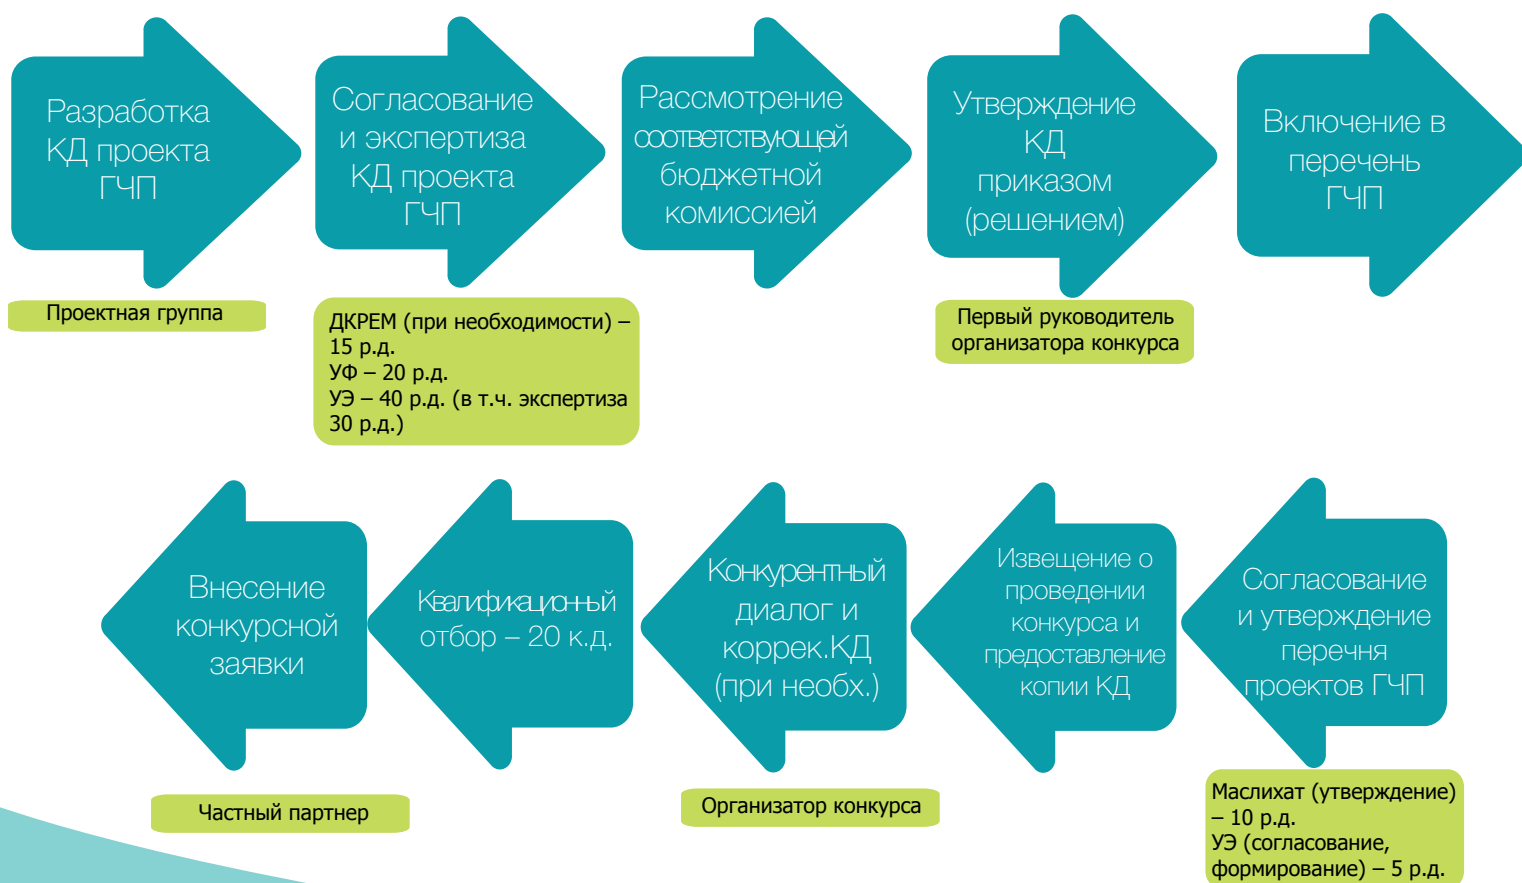 Разработка
КД проекта
ГЧП
Согласование
и экспертиза
КД проекта
ГЧП
Рассмотрение
соответствующей
бюджетной
комиссией
Утверждение
КД
приказом
(решением)
Включение в
перечень
ГЧП
Проектная группа
ДКРЕМ (при необходимости) –
15 р.д.
УФ – 20 р.д.
УЭ – 40 р.д. (в т.ч. экспертиза
30 р.д.)
Первый руководитель
организатора конкурса
Внесение
конкурсной
заявки
Квалификационный
отбор – 20 к.д.
Конкурентный
диалог и
коррек.КД
(при необх.)
Извещение о
проведении
конкурса и
предоставление
копии КД
Согласование
и утверждение
перечня
проектов ГЧП
Частный партнер
Организатор конкурса
Маслихат (утверждение)
– 10 р.д.
УЭ (согласование,
формирование) – 5 р.д.